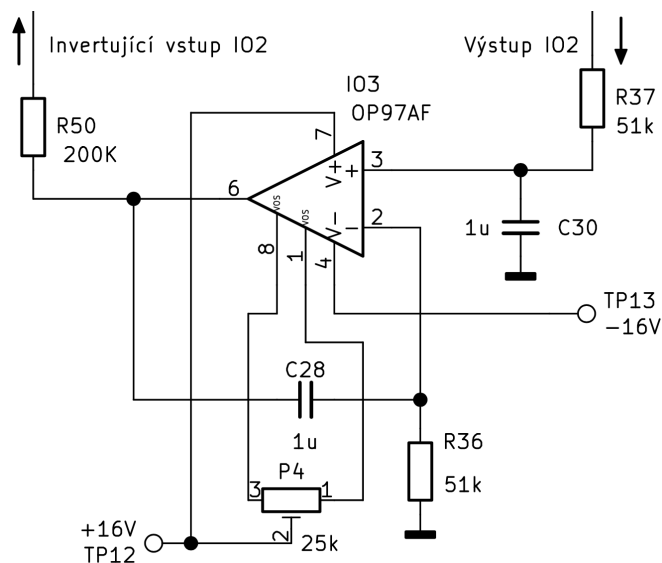 Invertující vstup IO2
Výstup IO2
IO3
OP97AF
R50
200K
R37
51k
7
V+
+
3
6
VOS
VOS
V-
-
2
8
1
4
1u
C30
TP13
-16V
C28
1u
R36
51k
P4
3
1
2
25k
+16V
TP12